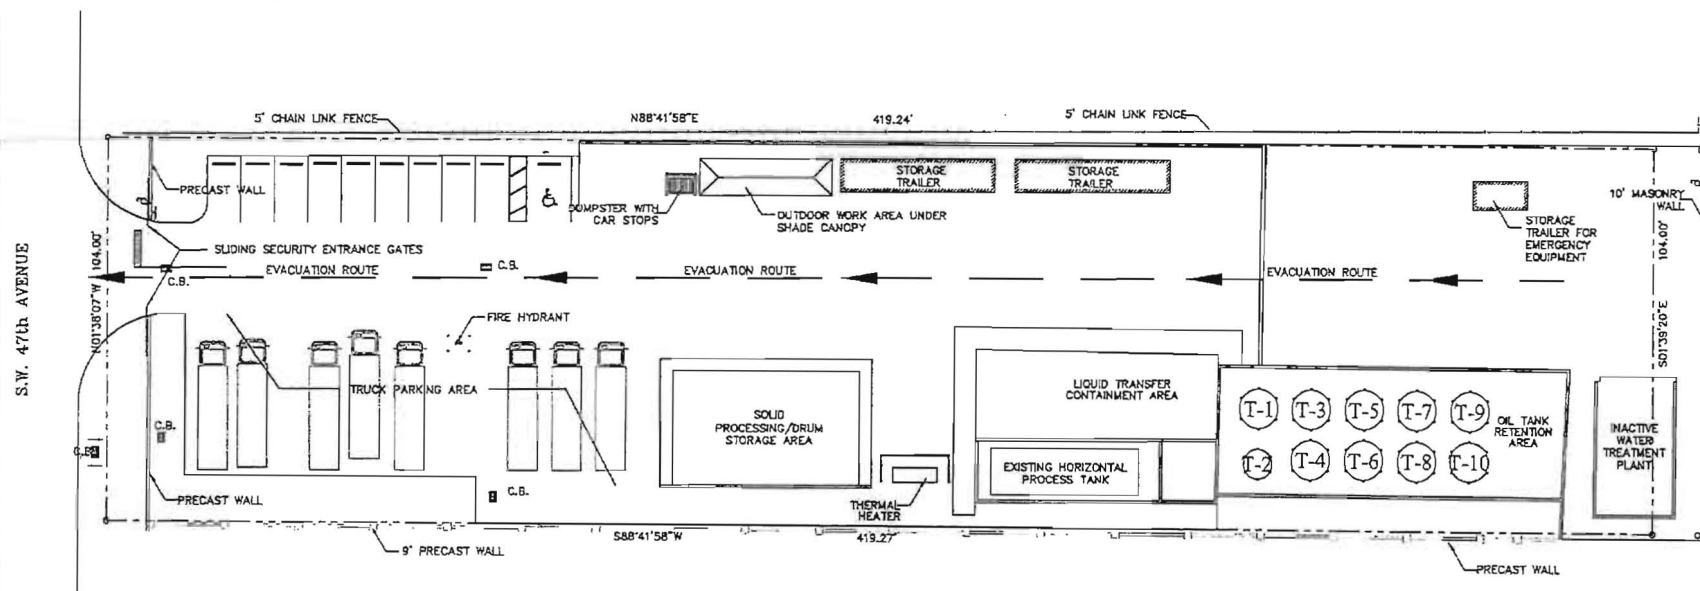 5' CHAIN LINK FENCE
N88°41'58"E
419.24'
5' CHAIN LINK FENCE
PRECAST WALL
DUMPSTER WITH
CAR STOPS
OUTDOOR WORK AREA UNDER
SHADE CANOPY
STORAGE
TRAILER
STORAGE
TRAILER
STORAGE
TRAILER FOR
EMERGENCY
EQUIPMENT
10' MASONRY
WALL
S.W. 47th AVENUE
N01°38'07"W 104.00'
SLIDING SECURITY ENTRANCE GATES
C.B.
EVACUATION ROUTE
C.B.
EVACUATION ROUTE
EVACUATION ROUTE
104.00'
S01°39'20"E
FIRE HYDRANT
TRUCK PARKING AREA
C.B.
C.B.
PRECAST WALL
C.B.
SOLID
PROCESSING/DRUM
STORAGE AREA
THERMAL
HEATER
LIQUID TRANSFER
CONTAINMENT AREA
EXISTING HORIZONTAL
PROCESS TANK
T-1
T-3
T-5
T-7
T-9
T-2
T-4
T-6
T-8
T-10
OIL TANK
RETENTION
AREA
INACTIVE
WATER
TREATMENT
PLANT
9' PRECAST WALL
S88°41'58"W
419.27'
PRECAST WALL